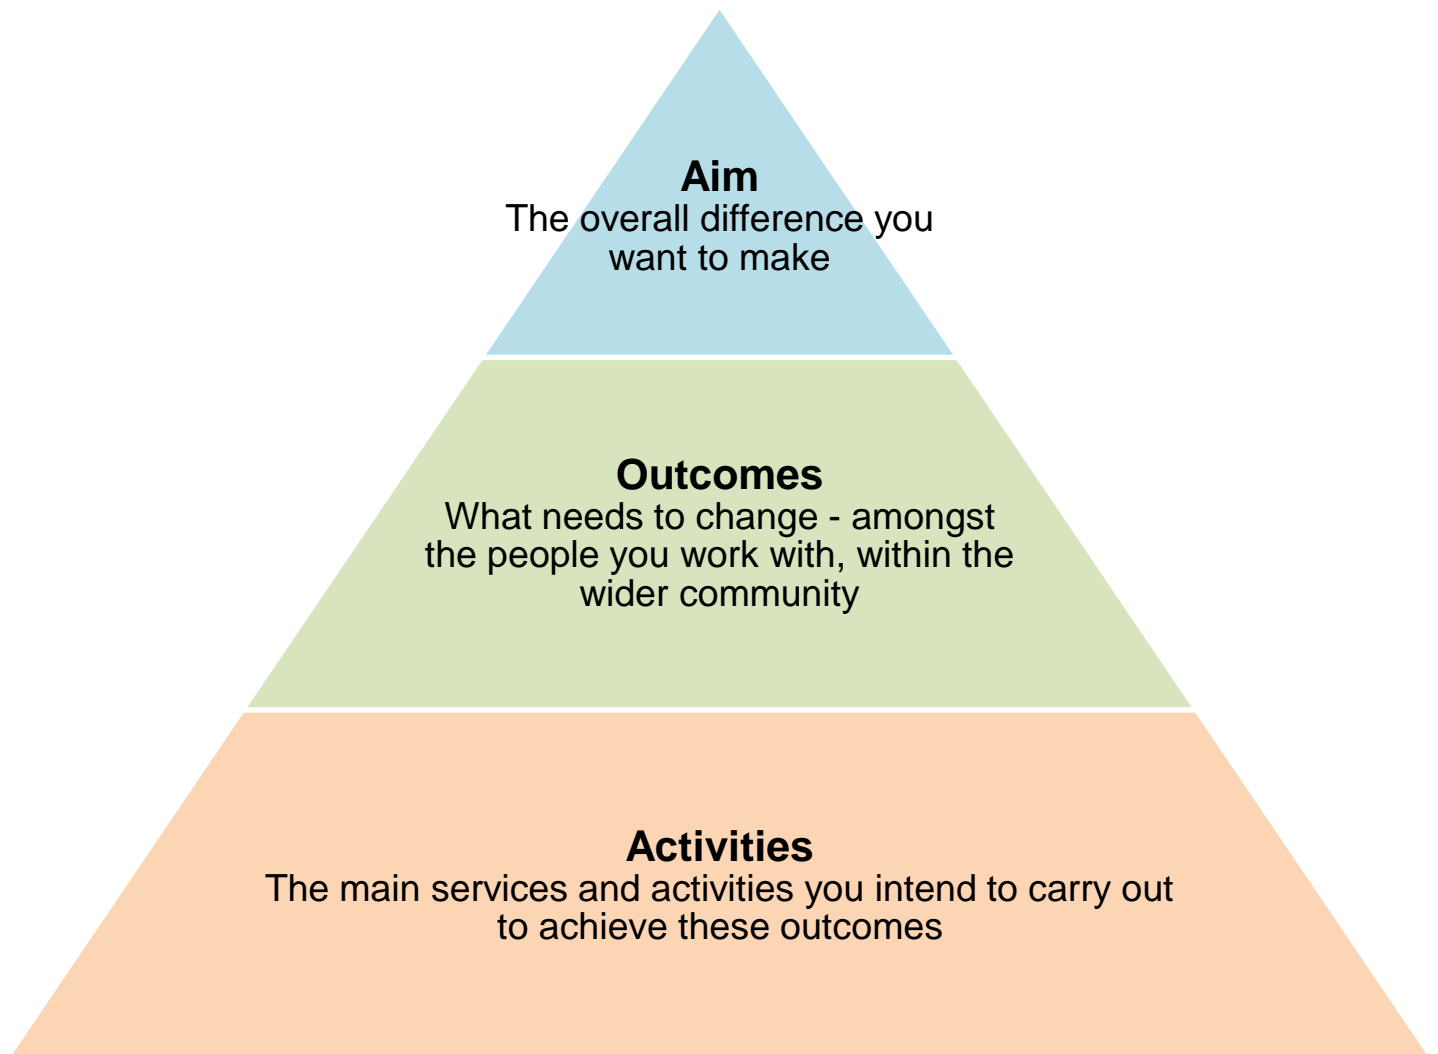 Aim
The overall difference you
want to make
Outcomes
What needs to change - amongst
the people you work with, within the
wider community
Activities
The main services and activities you intend to carry out
to achieve these outcomes